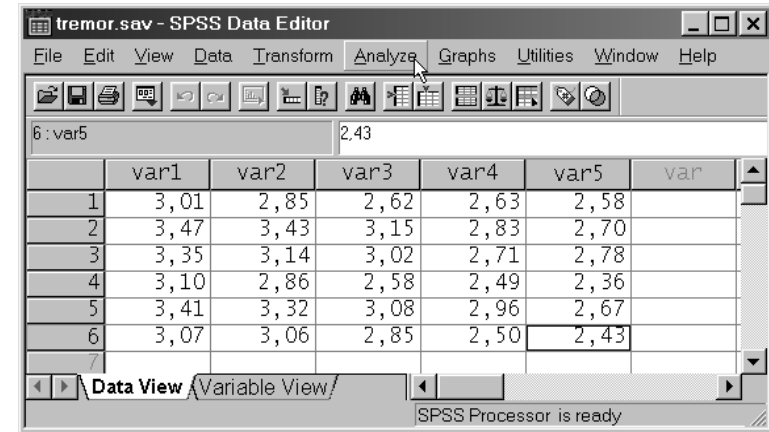 tremor.sav - SPSS Data Editor
File Edit View Data Transform Analyze Graphs Utilities Window Help
6 : var5 2,43
var1 var2 var3 var4 var5 var
1 3,01 2,85 2,62 2,63 2,58
2 3,47 3,43 3,15 2,83 2,70
3 3,35 3,14 3,02 2,71 2,78
4 3,10 2,86 2,58 2,49 2,36
5 3,41 3,32 3,08 2,96 2,67
6 3,07 3,06 2,85 2,50 2,43
7
Data View Variable View
SPSS Processor is ready